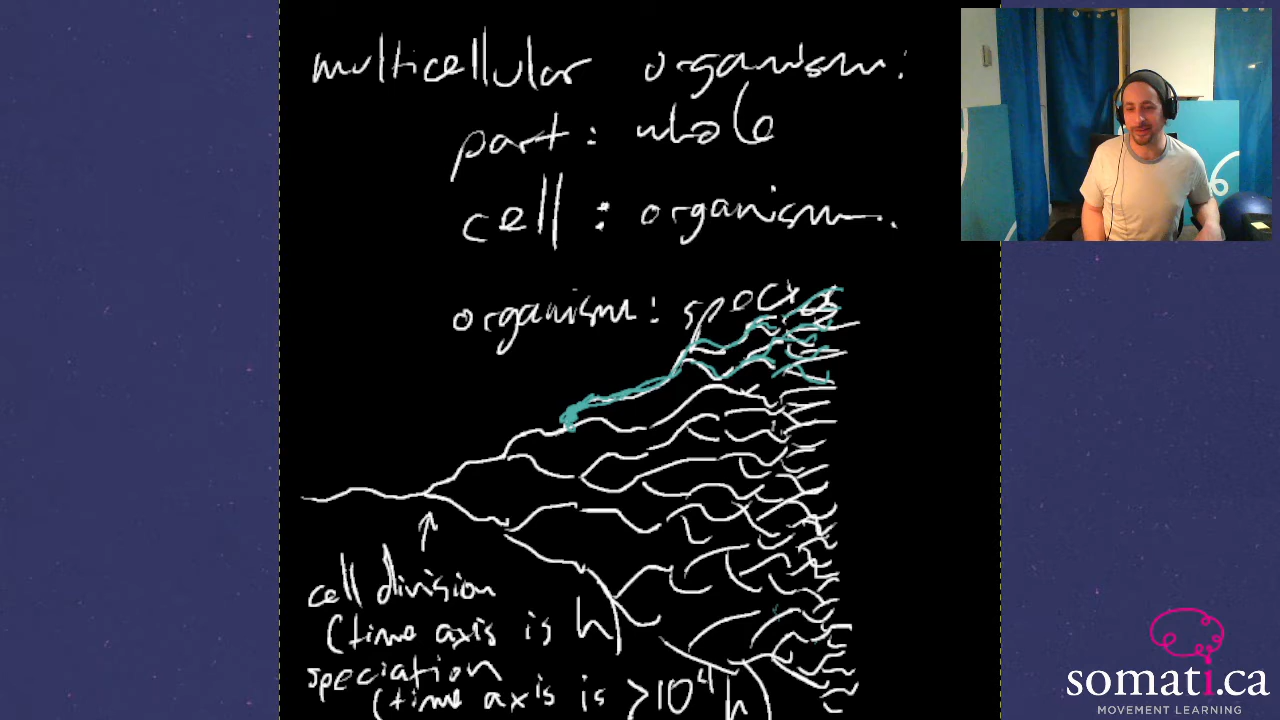 multicellular organism:
part : whole
cell : organism.
organism : species
cell division
(time axis is h)
speciation
(time axis is >10⁴ h)
somati.ca
MOVEMENT LEARNING